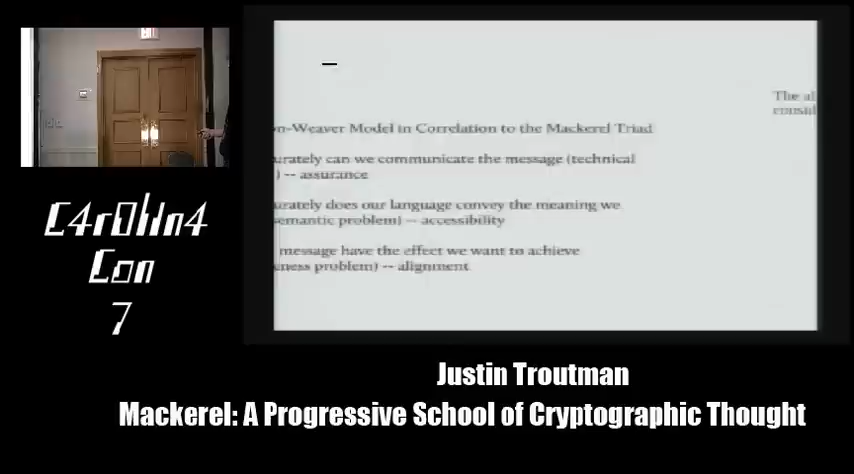 The al
consid
n-Weaver Model in Correlation to the Mackerel Triad
urately can we communicate the message (technical
) -- assurance
urately does our language convey the meaning we
semantic problem) -- accessibility
message have the effect we want to achieve
eness problem) -- alignment
C4r0l1n4
Con
7
Justin Troutman
Mackerel: A Progressive School of Cryptographic Thought